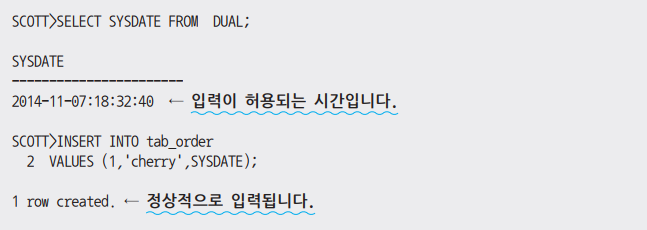 SCOTT>SELECT SYSDATE FROM  DUAL;
SYSDATE
-----------------------
2014-11-07:18:32:40  ← 입력이 허용되는 시간입니다.
SCOTT>INSERT INTO tab_order
  2  VALUES (1,'cherry',SYSDATE);
1 row created. ← 정상적으로 입력됩니다.